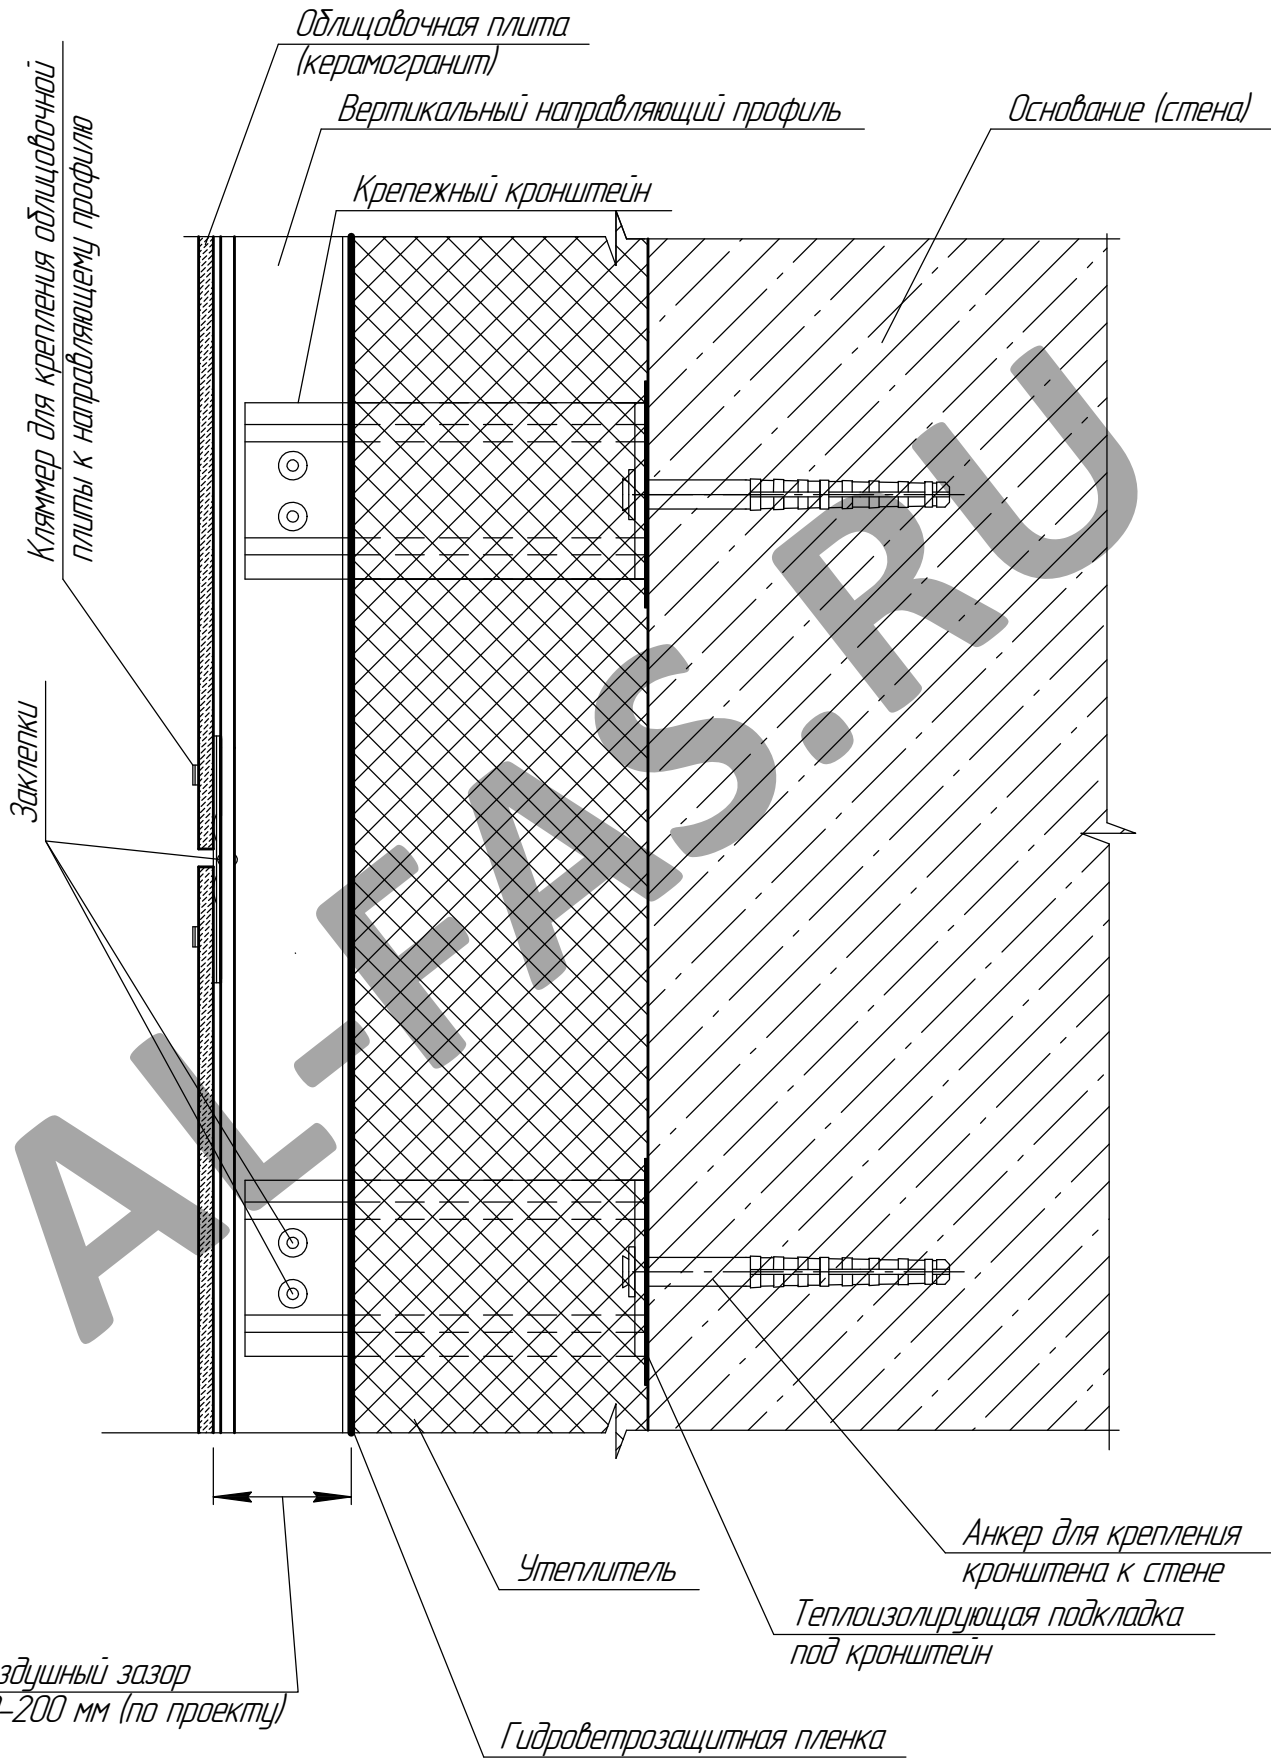 Облицовочная плита
(керамогранит)
Вертикальный направляющий профиль
Основание (стена)
Крепежный кронштейн
Кляммер для крепления облицовочной
плиты к направляющему профилю
Заклепки
AL-FAS.RU
Анкер для крепления
кронштена к стене
Утеплитель
Теплоизолирующая подкладка
под кронштейн
здушный зазор
-200 мм (по проекту)
Гидроветрозащитная пленка